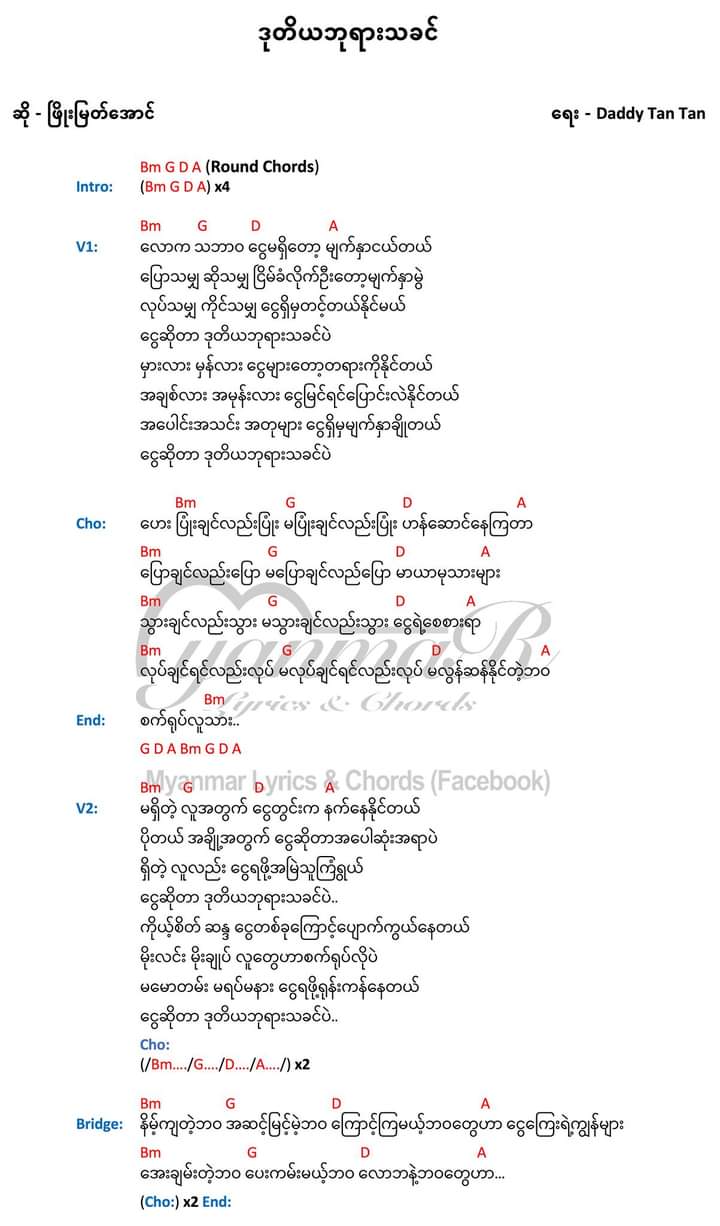 ဒုတိယဘုရားသခင်
ဆို - ဖြိုးမြတ်အောင် ရေး - Daddy Tan Tan
Bm G D A (Round Chords)
Intro: (Bm G D A) x4
Bm G D A
V1: လောက သဘာဝ ငွေမရှိတော့ မျက်နှာငယ်တယ်
ပြောသမျှ ဆိုသမျှ ငြိမ်ခံလိုက်ဦးတော့မျက်နှာမွဲ
လုပ်သမျှ ကိုင်သမျှ ငွေရှိမှတင့်တယ်နိုင်မယ်
ငွေဆိုတာ ဒုတိယဘုရားသခင်ပဲ
မှားလား မှန်လား ငွေများတော့တရားကိုနိုင်တယ်
အချစ်လား အမုန်းလား ငွေမြင်ရင်ပြောင်းလဲနိုင်တယ်
အပေါင်းအသင်း အတုများ ငွေရှိမှမျက်နှာချိုတယ်
ငွေဆိုတာ ဒုတိယဘုရားသခင်ပဲ
Bm G D A
Cho: ဟေး ပြုံးချင်လည်းပြုံး မပြုံးချင်လည်းပြုံး ဟန်ဆောင်နေကြတာ
Bm G D A
ပြောချင်လည်းပြော မပြောချင်လည်ပြော မာယာမုသားများ
Bm G D A
သွားချင်လည်းသွား မသွားချင်လည်းသွား ငွေရဲ့စေစားရာ
Bm G D A
လုပ်ချင်ရင်လည်းလုပ် မလုပ်ချင်ရင်လည်းလုပ် မလွန်ဆန်နိုင်တဲ့ဘဝ
Bm
End: စက်ရုပ်လူသား..
G D A Bm G D A
MyanmaR
Lyrics & Chords
Myanmar Lyrics & Chords (Facebook)
Bm G D A
V2: မရှိတဲ့ လူအတွက် ငွေတွင်းက နက်နေနိုင်တယ်
ပိုတယ် အချို့အတွက် ငွေဆိုတာအပေါဆုံးအရာပဲ
ရှိတဲ့ လူလည်း ငွေရဖို့အမြဲသူကြံရွယ်
ငွေဆိုတာ ဒုတိယဘုရားသခင်ပဲ..
ကိုယ့်စိတ် ဆန္ဒ ငွေတစ်ခုကြောင့်ပျောက်ကွယ်နေတယ်
မိုးလင်း မိုးချုပ် လူတွေဟာစက်ရုပ်လိုပဲ
မမောတမ်း မရပ်မနား ငွေရဖို့ရုန်းကန်နေတယ်
ငွေဆိုတာ ဒုတိယဘုရားသခင်ပဲ..
Cho:
(/Bm..../G..../D..../A..../) x2
Bm G D A
Bridge: နိမ့်ကျတဲ့ဘဝ အဆင့်မြင့်မဲ့ဘဝ ကြောင့်ကြမယ့်ဘဝတွေဟာ ငွေကြေးရဲ့ကျွန်များ
Bm G D A
အေးချမ်းတဲ့ဘဝ ပေးကမ်းမယ့်ဘဝ လောဘနဲ့ဘဝတွေဟာ...
(Cho:) x2 End: